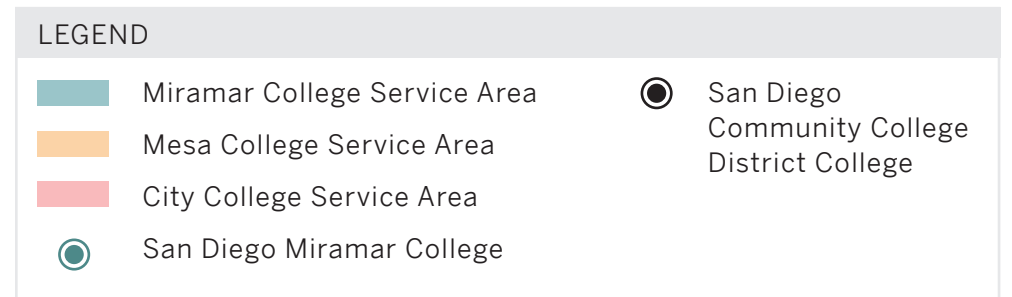 LEGEND
Miramar College Service Area
Mesa College Service Area
City College Service Area
San Diego Miramar College
San Diego
Community College
District College